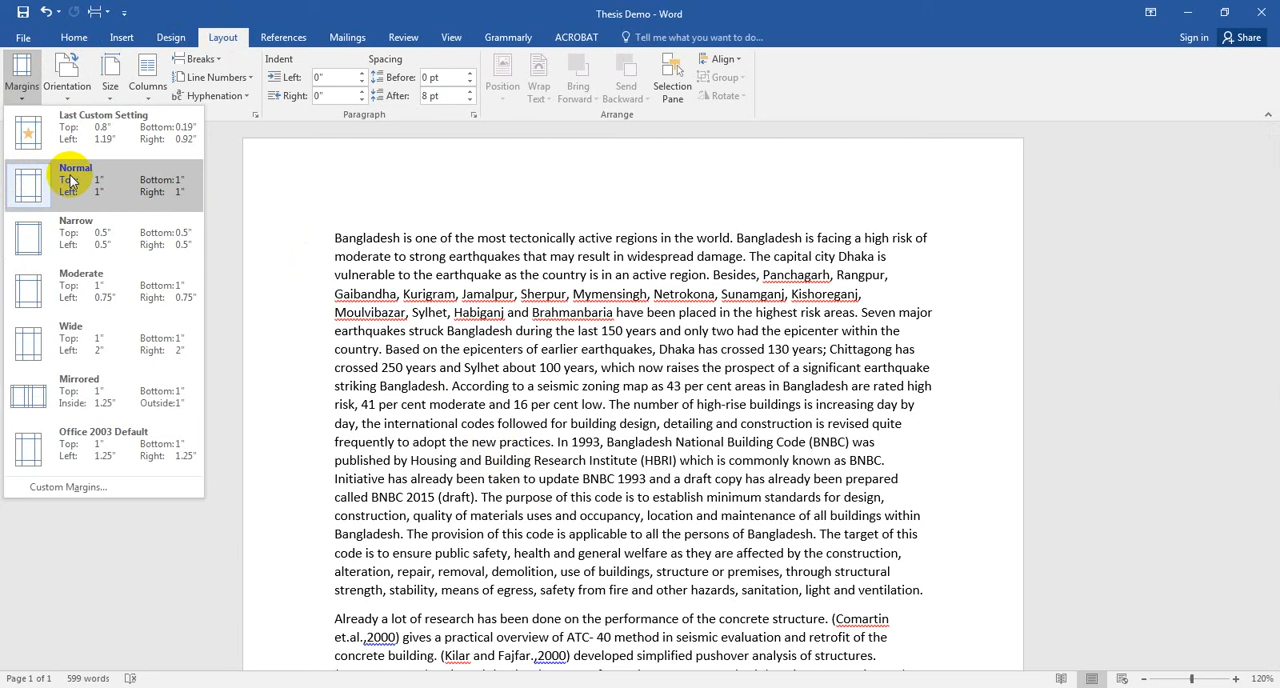 Thesis Demo - Word
File Home Insert Design Layout References Mailings Review View Grammarly ACROBAT Tell me what you want to do... Sign in Share
Margins Orientation Size Columns
Breaks
Line Numbers
Hyphenation
Indent Spacing
Left: 0" Before: 0 pt
Right: 0" After: 8 pt
Paragraph
Position Wrap Text Bring Forward Send Backward Selection Pane
Align
Group
Rotate
Arrange
Last Custom Setting
Top: 0.8" Bottom: 0.19"
Left: 1.19" Right: 0.92"
Normal
Top: 1" Bottom: 1"
Left: 1" Right: 1"
Narrow
Top: 0.5" Bottom: 0.5"
Left: 0.5" Right: 0.5"
Moderate
Top: 1" Bottom: 1"
Left: 0.75" Right: 0.75"
Wide
Top: 1" Bottom: 1"
Left: 2" Right: 2"
Mirrored
Top: 1" Bottom: 1"
Inside: 1.25" Outside: 1"
Office 2003 Default
Top: 1" Bottom: 1"
Left: 1.25" Right: 1.25"
Custom Margins...
Bangladesh is one of the most tectonically active regions in the world. Bangladesh is facing a high risk of
moderate to strong earthquakes that may result in widespread damage. The capital city Dhaka is
vulnerable to the earthquake as the country is in an active region. Besides, Panchagarh, Rangpur,
Gaibandha, Kurigram, Jamalpur, Sherpur, Mymensingh, Netrokona, Sunamganj, Kishoreganj,
Moulvibazar, Sylhet, Habiganj and Brahmanbaria have been placed in the highest risk areas. Seven major
earthquakes struck Bangladesh during the last 150 years and only two had the epicenter within the
country. Based on the epicenters of earlier earthquakes, Dhaka has crossed 130 years; Chittagong has
crossed 250 years and Sylhet about 100 years, which now raises the prospect of a significant earthquake
striking Bangladesh. According to a seismic zoning map as 43 per cent areas in Bangladesh are rated high
risk, 41 per cent moderate and 16 per cent low. The number of high-rise buildings is increasing day by
day, the international codes followed for building design, detailing and construction is revised quite
frequently to adopt the new practices. In 1993, Bangladesh National Building Code (BNBC) was
published by Housing and Building Research Institute (HBRI) which is commonly known as BNBC.
Initiative has already been taken to update BNBC 1993 and a draft copy has already been prepared
called BNBC 2015 (draft). The purpose of this code is to establish minimum standards for design,
construction, quality of materials uses and occupancy, location and maintenance of all buildings within
Bangladesh. The provision of this code is applicable to all the persons of Bangladesh. The target of this
code is to ensure public safety, health and general welfare as they are affected by the construction,
alteration, repair, removal, demolition, use of buildings, structure or premises, through structural
strength, stability, means of egress, safety from fire and other hazards, sanitation, light and ventilation.
Already a lot of research has been done on the performance of the concrete structure. (Comartin
et.al.,2000) gives a practical overview of ATC- 40 method in seismic evaluation and retrofit of the
concrete building. (Kilar and Fajfar.,2000) developed simplified pushover analysis of structures.
Page 1 of 1 599 words 120%